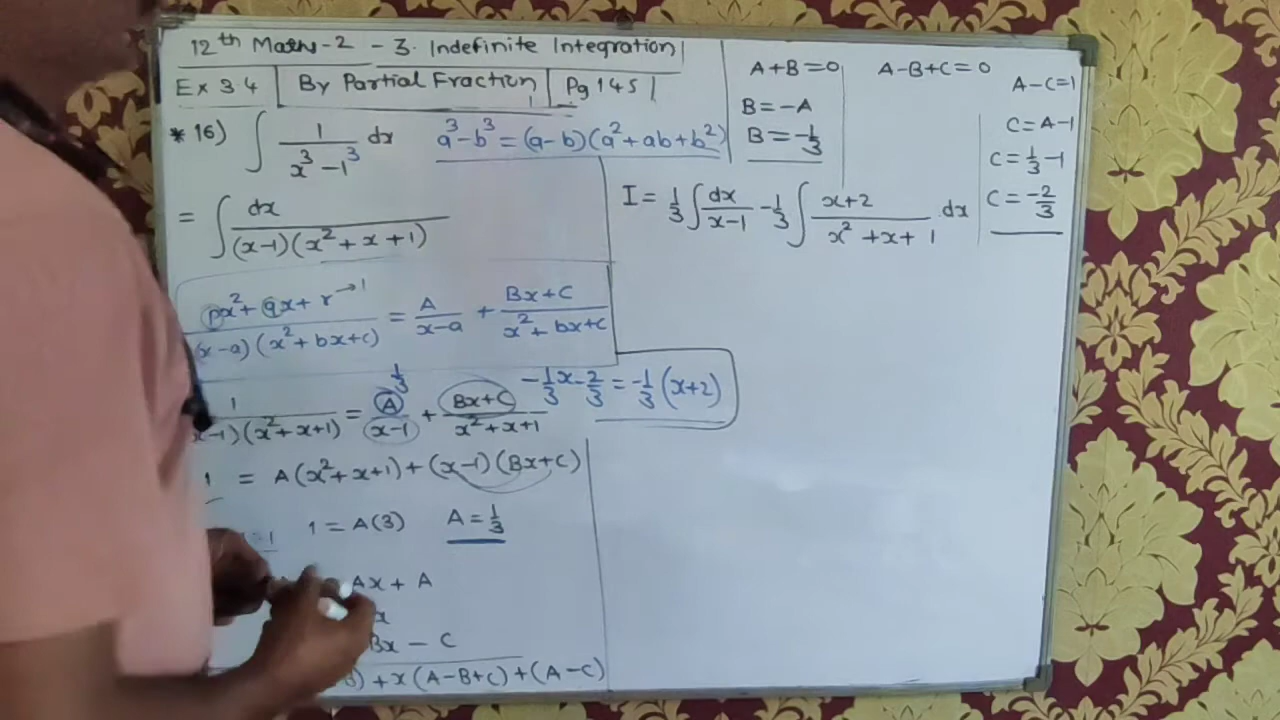 12th Maths-2 - 3. Indefinite Integration
Ex 3 4 | By Partial Fraction | Pg 145 |
* 16) ∫ 1/(x³ - 1³) dx a³-b³ = (a-b)(a²+ab+b²)
= ∫ dx/((x-1)(x²+x+1))
px²+qx+r→1/((x-a)(x²+bx+c)) = A/(x-a) + (Bx+C)/(x²+bx+c)
1/(x-1)(x²+x+1) = A/(x-1) + (Bx+C)/(x²+x+1)
1/3
-1/3 x - 2/3 = -1/3 (x+2)
1 = A(x²+x+1) + (x-1)(Bx+C)
=1 1 = A(3) A = 1/3
Ax + A
x
Bx - C
) + x(A-B+C) + (A-C)
A+B=0
B=-A
B=-1/3
A-B+C=0
A-C=1
C=A-1
C=1/3-1
C=-2/3
I = 1/3 ∫ dx/(x-1) - 1/3 ∫ (x+2)/(x²+x+1) dx